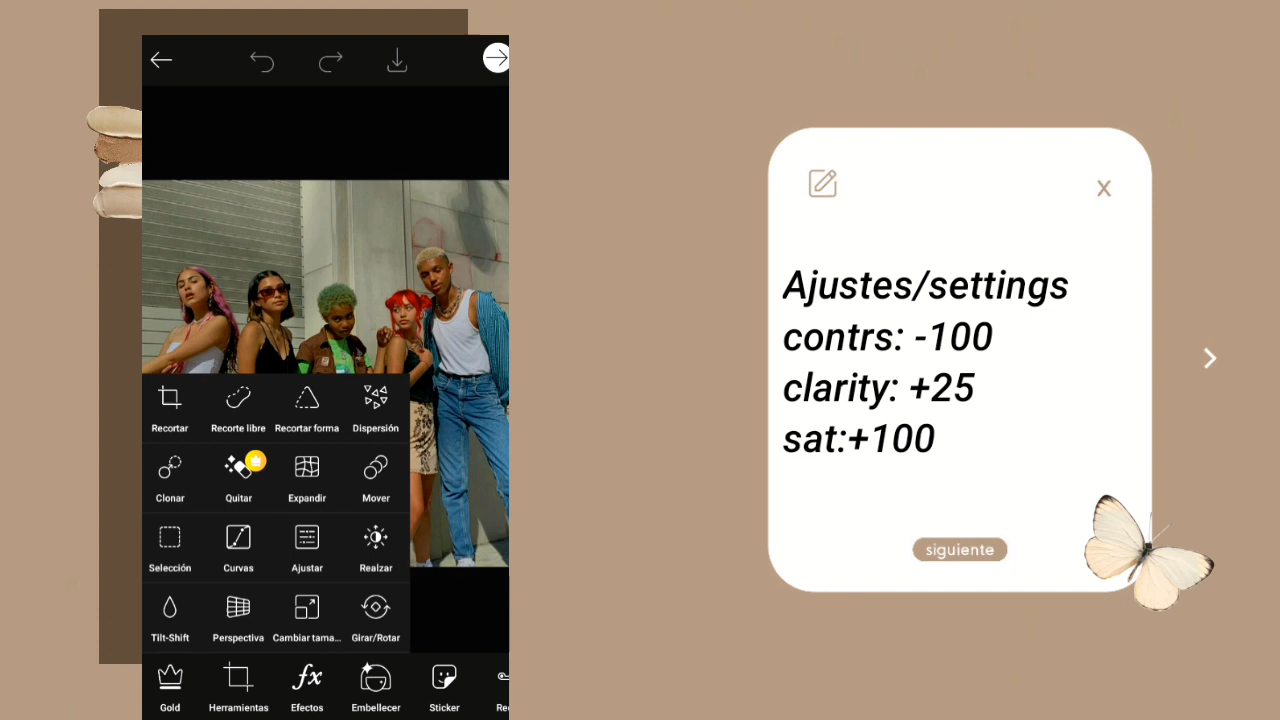 Recortar
Recorte libre
Recortar forma
Dispersión
Clonar
Quitar
Expandir
Mover
Selección
Curvas
Ajustar
Realzar
Tilt-Shift
Perspectiva
Cambiar tama...
Girar/Rotar
Gold
Herramientas
Efectos
Embellecer
Sticker
Rec
x
Ajustes/settings
contrs: -100
clarity: +25
sat:+100
siguiente